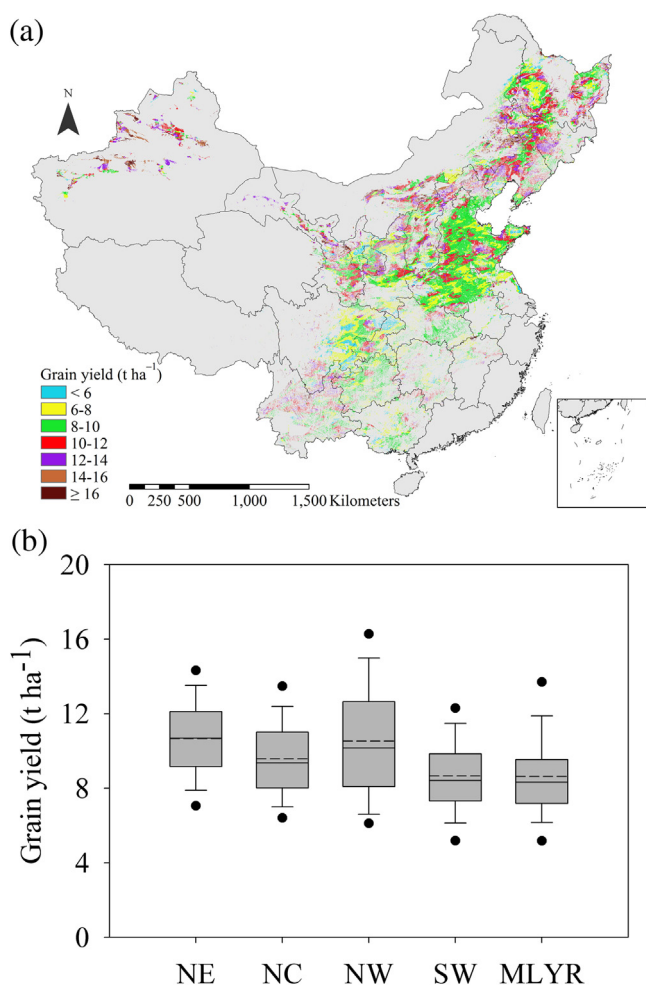 (a)
N
Grain yield (t ha⁻¹)
< 6
6-8
8-10
10-12
12-14
14-16
≥ 16
0 250 500 1,000 1,500 Kilometers
(b)
Grain yield (t ha⁻¹)
20
16
12
8
4
0
NE NC NW SW MLYR